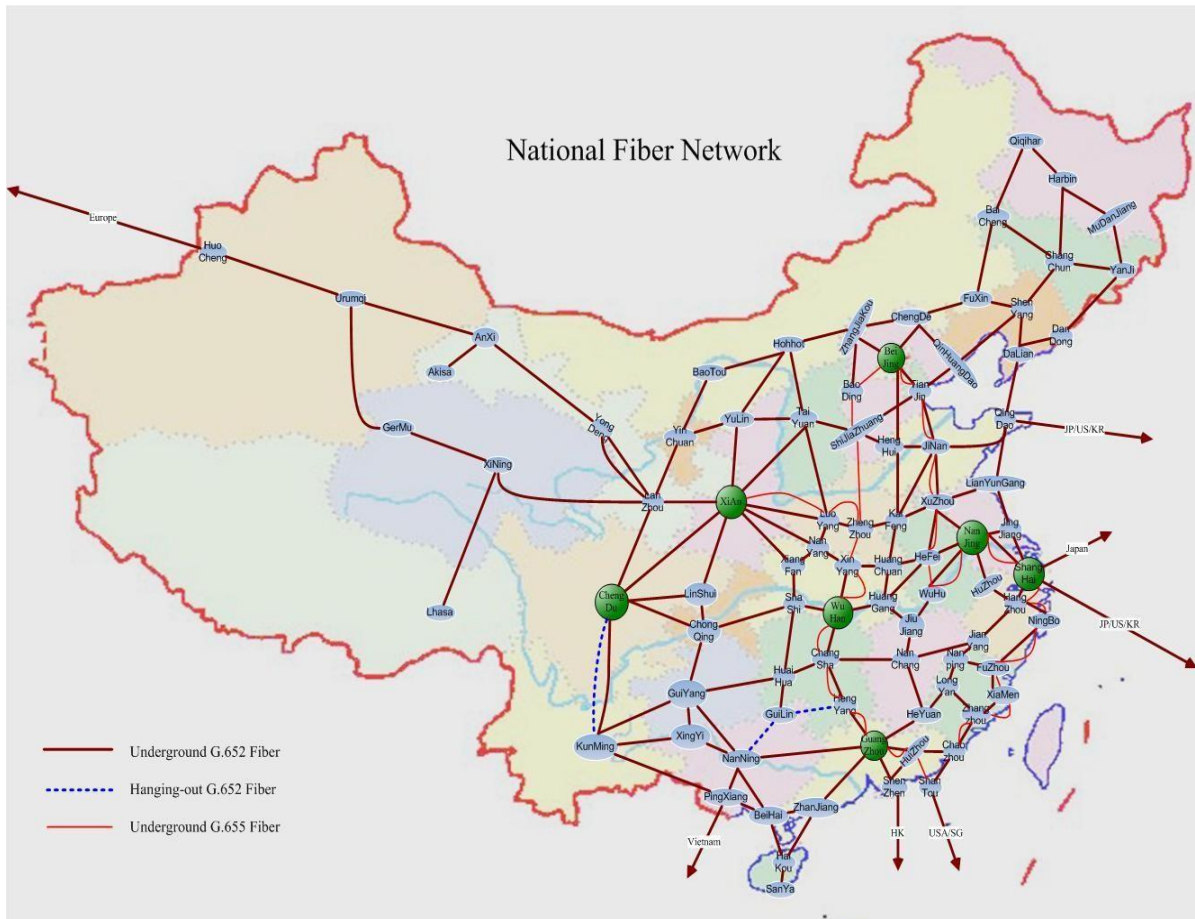 National Fiber Network
Qiqihar
Harbin
Bai
Cheng
MuDanJiang
Europe
Huo
Cheng
Chang
Chun
YanJi
Urumqi
FuXin
Shen
Yang
ChengDe
ZhangJiaKou
AnXi
Hohhot
Dan
Dong
QinHuangDao
Bei
Jing
DaLian
Akisa
BaoTou
Bao
Ding
Tian
Jin
YuLin
Tai
Yuan
Qing
Dao
JP/US/KR
GerMu
Yong
Deng
Yin
Chuan
ShiJiaZhuang
Heng
Hui
JiNan
XiNing
LianYunGang
Lan
Zhou
XiAn
XuZhou
Luo
Yang
Zheng
Zhou
Kai
Feng
Jing
Jiang
Nan
Jing
Nan
Yang
Japan
Xiang
Fan
Xin
Yang
Huang
Chuan
HeFei
Shang
Hai
HuZhou
Cheng
Du
LinShui
Sha
Shi
Wu
Han
Huang
Gang
WuHu
Hang
Zhou
Lhasa
Jiu
Jiang
NingBo
JP/US/KR
Chong
Qing
Jian
Yang
Chang
Sha
Nan
Chang
Nan
ping
FuZhou
Huai
Hua
Long
Yan
XiaMen
GuiYang
Heng
Yang
GuiLin
HeYuan
Zhang
zhou
XingYi
KunMing
Guang
Zhou
HuiZhou
Chao
zhou
NanNing
Underground G.652 Fiber
Shen
Zhen
Shan
Tou
PingXiang
ZhanJiang
BeiHai
Hanging-out G.652 Fiber
Underground G.655 Fiber
Vietnam
HK
USA/SG
Hai
Kou
SanYa